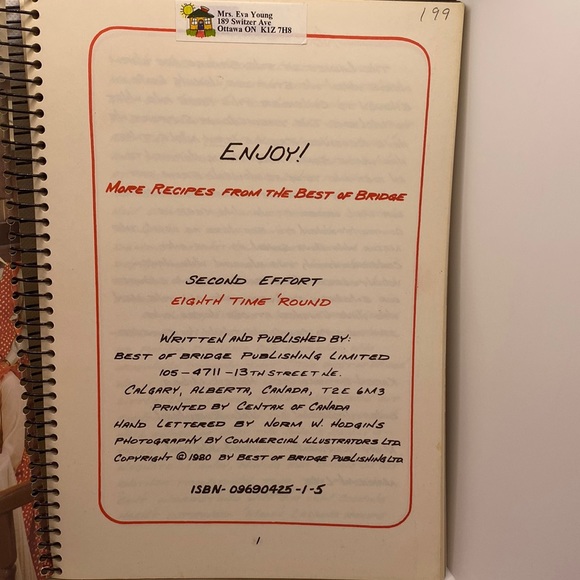 Mrs. Eva Young
189 Switzer Ave
Ottawa ON K1Z 7H8
199
ENJOY!
MORE RECIPES FROM THE BEST OF BRIDGE
SECOND EFFORT
EIGHTH TIME 'ROUND
WRITTEN AND PUBLISHED BY:
BEST OF BRIDGE PUBLISHING LIMITED
105-4711-13TH STREET N.E.
CALGARY, ALBERTA, CANADA, T2E 6M3
PRINTED BY CENTAX OF CANADA
HAND LETTERED BY NORM W. HODGINS
PHOTOGRAPHY BY COMMERCIAL ILLUSTRATORS LTD.
COPYRIGHT © 1980 BY BEST OF BRIDGE PUBLISHING LTD.
ISBN-09690425-1-5
1